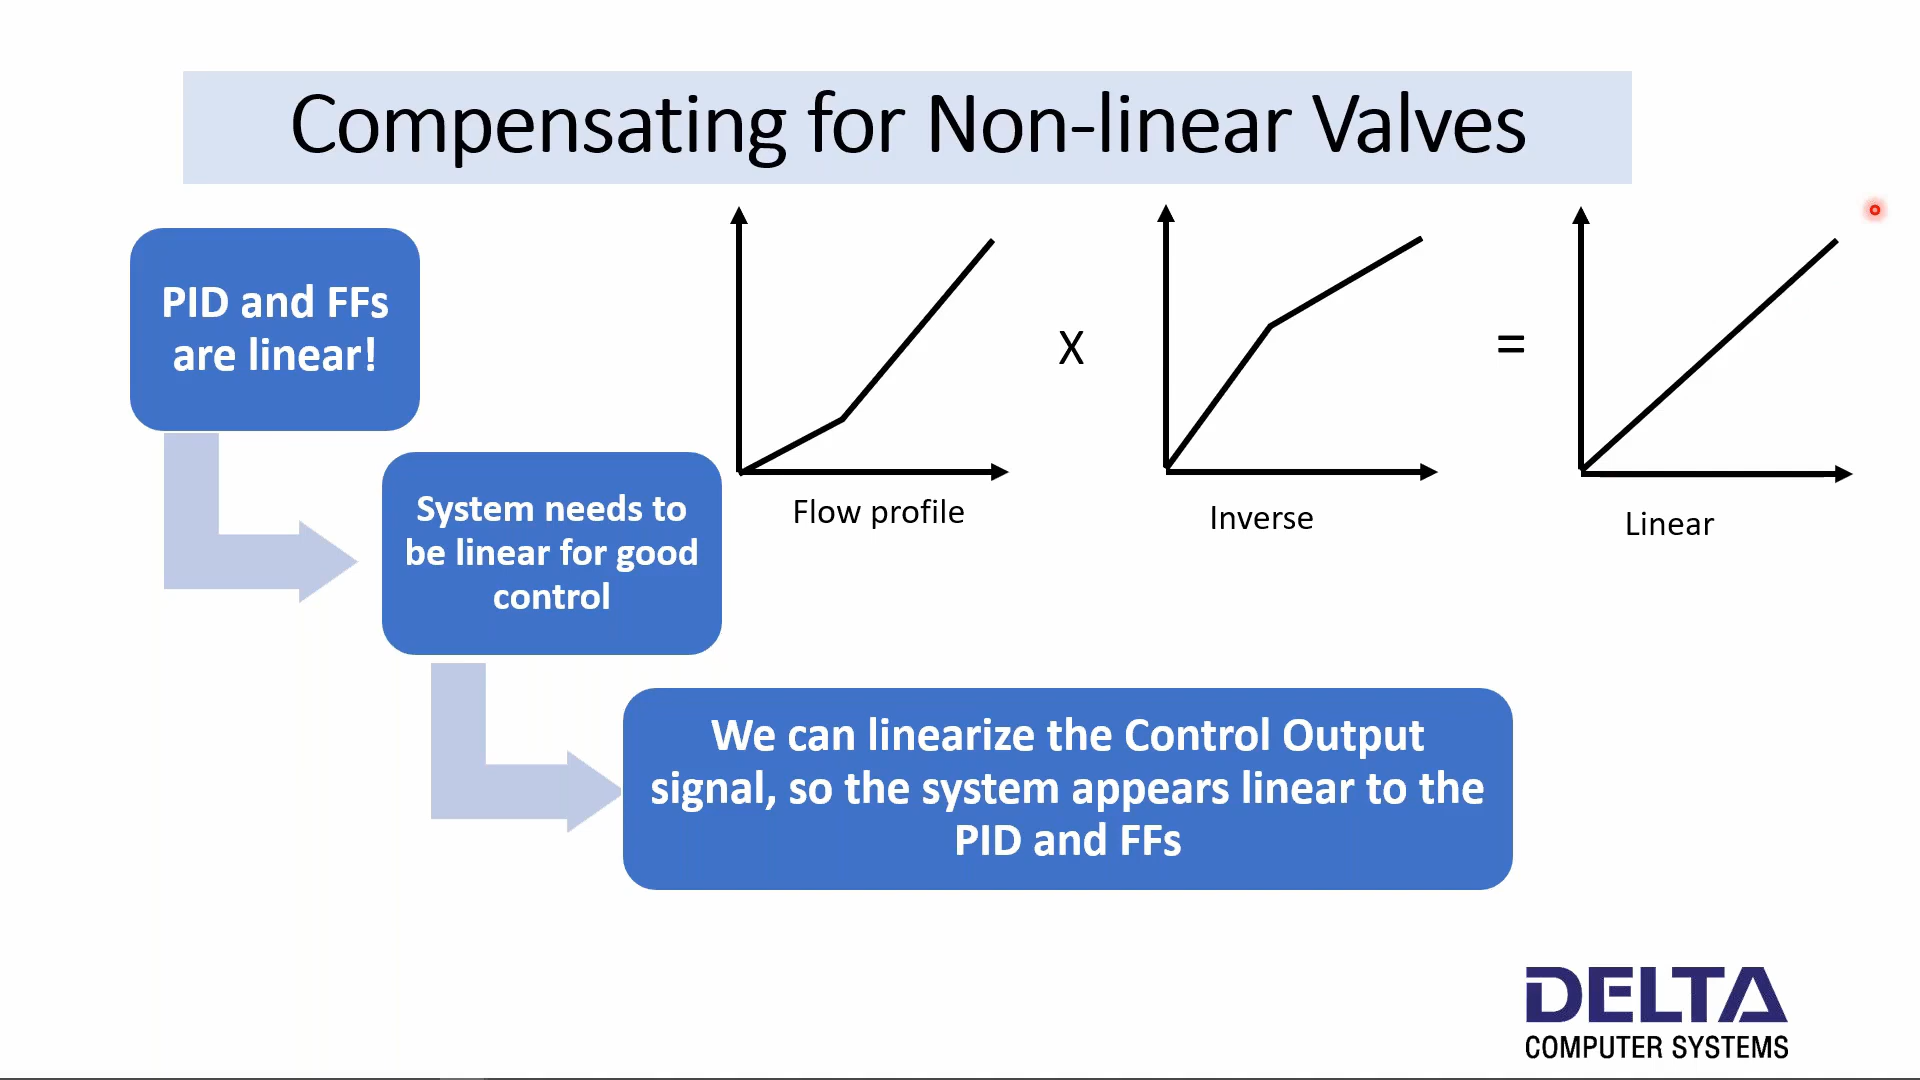 Compensating for Non-linear Valves
PID and FFs
are linear!
X
=
System needs to
be linear for good
control
Flow profile
Inverse
Linear
We can linearize the Control Output
signal, so the system appears linear to the
PID and FFs
DELTA
COMPUTER SYSTEMS